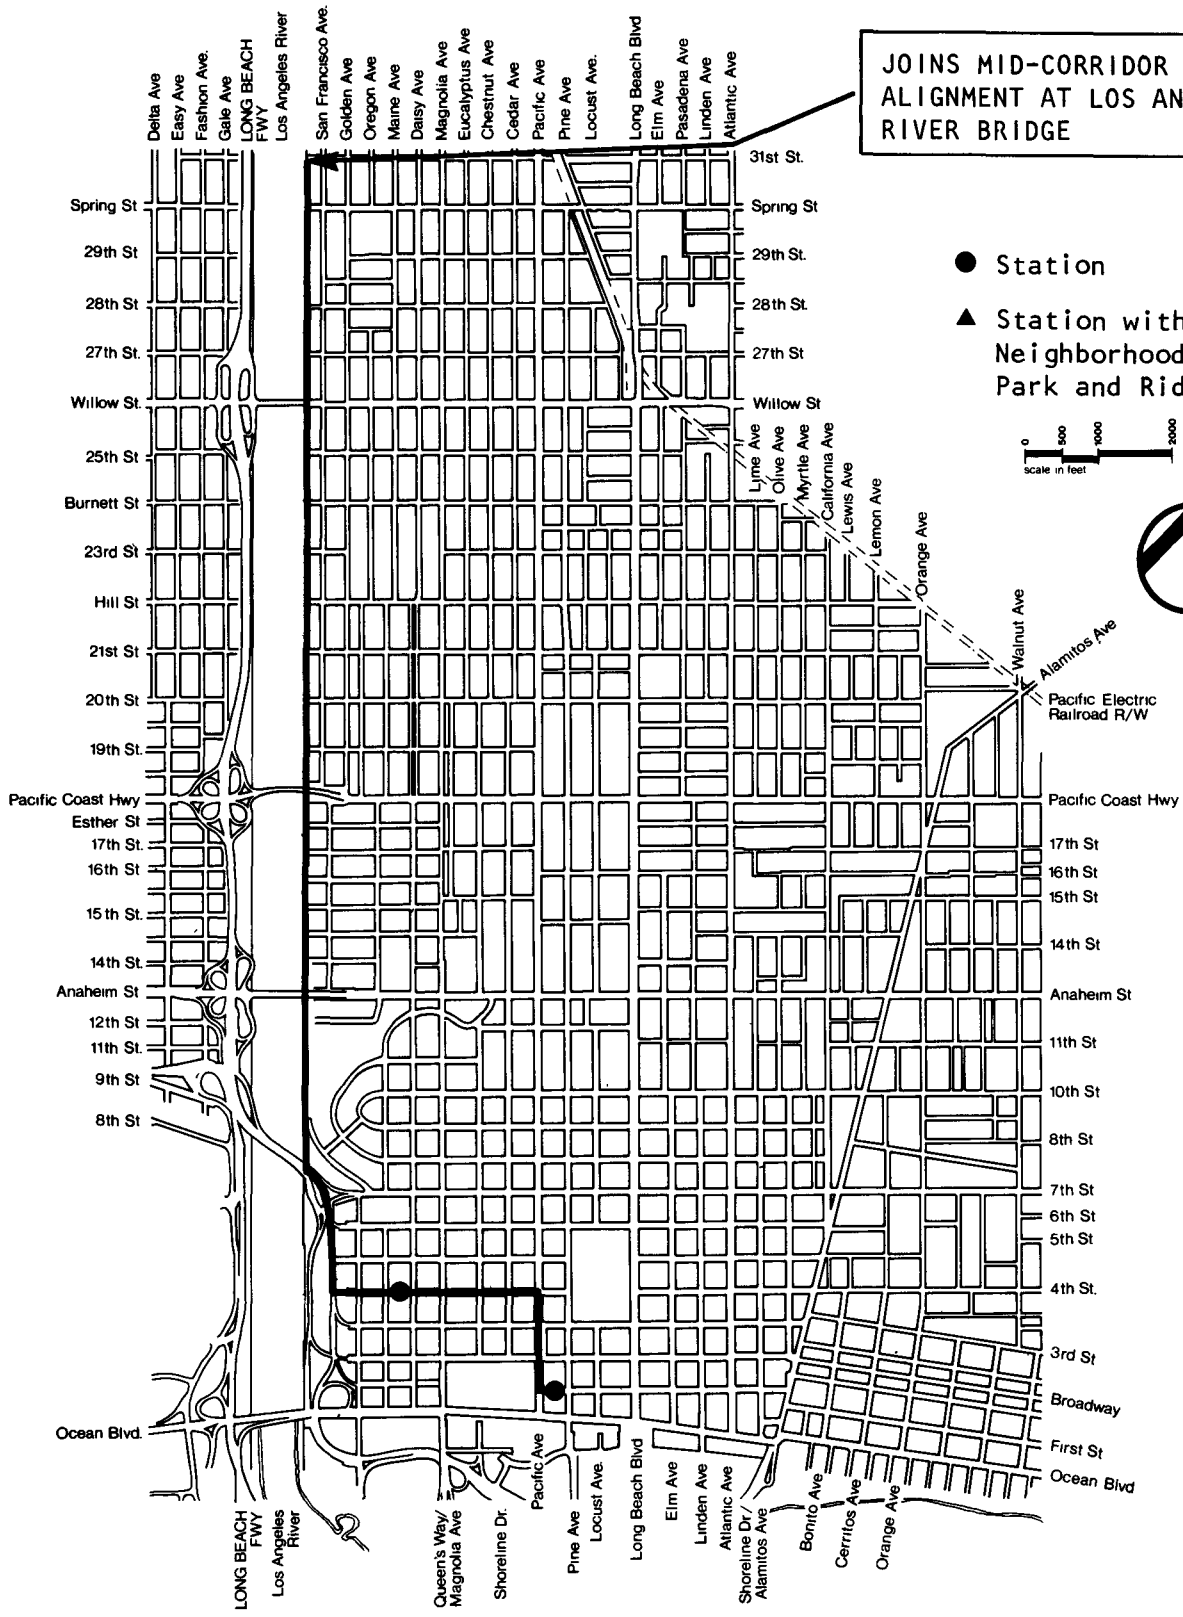 Delta Ave
Easy Ave
Fashion Ave.
Gale Ave
LONG BEACH
FWY
Los Angeles River
San Francisco Ave.
Golden Ave
Oregon Ave
Maine Ave
Daisy Ave
Magnolia Ave
Eucalyptus Ave
Chestnut Ave
Cedar Ave
Pacific Ave
Pine Ave
Locust Ave.
Long Beach Blvd
Elm Ave
Pasadena Ave
Linden Ave
Atlantic Ave
JOINS MID-CORRIDOR
ALIGNMENT AT LOS AN
RIVER BRIDGE
31st St.
Spring St
29th St.
28th St.
27th St
Willow St
Station
Station with
Neighborhood
Park and Rid
0
500
1000
2000
scale in feet
Spring St
29th St
28th St
27th St.
Willow St.
25th St
Burnett St
23rd St
Hill St
21st St
20th St
19th St.
Pacific Coast Hwy
Esther St
17th St.
16th St
15th St.
14th St.
Anaheim St
12th St
11th St.
9th St
8th St
Ocean Blvd.
Lime Ave
Olive Ave
Myrtle Ave
California Ave
Lewis Ave
Lemon Ave
Orange Ave
Walnut Ave
Alamitos Ave
Pacific Electric
Railroad R/W
Pacific Coast Hwy
17th St
16th St
15th St
14th St
Anaheim St
11th St
10th St
8th St
7th St
6th St
5th St
4th St.
3rd St
Broadway
First St
Ocean Blvd
LONG BEACH
FWY
Los Angeles
River
Queen's Way/
Magnolia Ave
Shoreline Dr.
Pacific Ave
Pine Ave
Locust Ave.
Long Beach Blvd
Elm Ave
Linden Ave
Atlantic Ave
Shoreline Dr/
Alamitos Ave
Bonito Ave
Cerritos Ave
Orange Ave